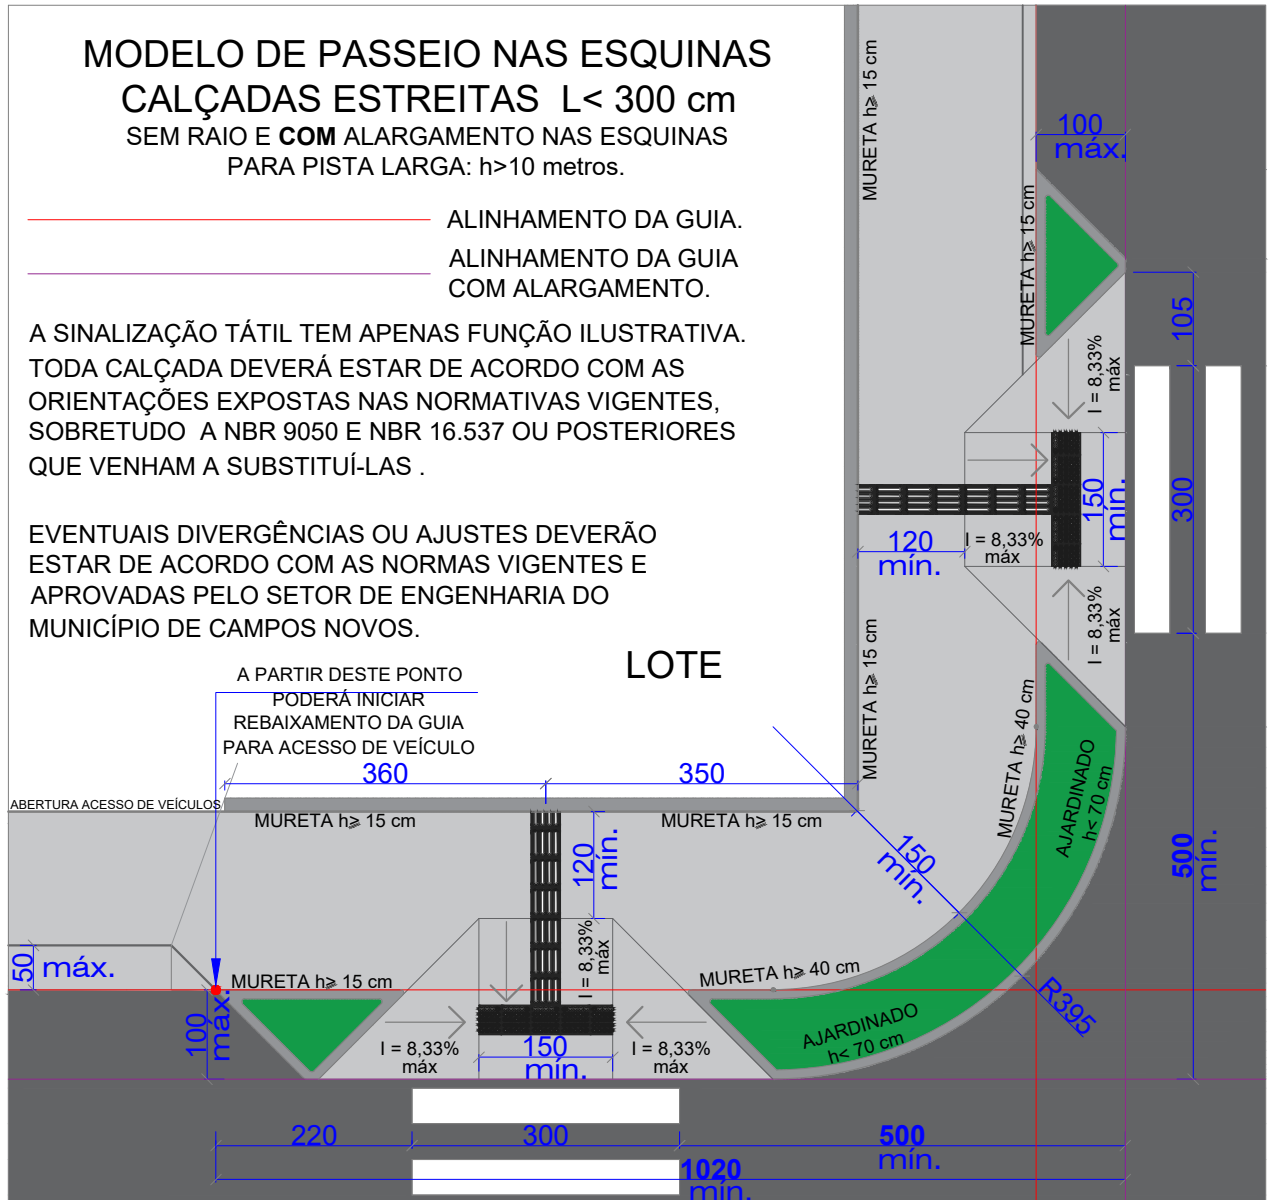 MODELO DE PASSEIO NAS ESQUINAS
CALÇADAS ESTREITAS L< 300 cm
SEM RAIO E COM ALARGAMENTO NAS ESQUINAS
PARA PISTA LARGA: h>10 metros.
ALINHAMENTO DA GUIA.
ALINHAMENTO DA GUIA
COM ALARGAMENTO.
A SINALIZAÇÃO TÁTIL TEM APENAS FUNÇÃO ILUSTRATIVA.
TODA CALÇADA DEVERÁ ESTAR DE ACORDO COM AS
ORIENTAÇÕES EXPOSTAS NAS NORMATIVAS VIGENTES,
SOBRETUDO A NBR 9050 E NBR 16.537 OU POSTERIORES
QUE VENHAM A SUBSTITUÍ-LAS .
EVENTUAIS DIVERGÊNCIAS OU AJUSTES DEVERÃO
ESTAR DE ACORDO COM AS NORMAS VIGENTES E
APROVADAS PELO SETOR DE ENGENHARIA DO
MUNICÍPIO DE CAMPOS NOVOS.
LOTE
A PARTIR DESTE PONTO
PODERÁ INICIAR
REBAIXAMENTO DA GUIA
PARA ACESSO DE VEÍCULO
360
350
ABERTURA ACESSO DE VEÍCULOS
MURETA h⩾ 15 cm
MURETA h⩾ 15 cm
MURETA h⩾ 15 cm
MURETA h⩾ 15 cm
MURETA h⩾ 15 cm
100
máx.
105
I = 8,33%
máx
150
mín.
300
120
mín.
I = 8,33%
máx
I = 8,33%
máx
MURETA h⩾ 40 cm
AJARDINADO
h< 70 cm
500
mín.
150
mín.
R395
120
mín.
I = 8,33%
máx
50
máx.
MURETA h⩾ 15 cm
MURETA h⩾ 40 cm
AJARDINADO
h< 70 cm
100
máx.
I = 8,33%
máx
150
mín.
I = 8,33%
máx
220
300
500
mín.
1020
mín.